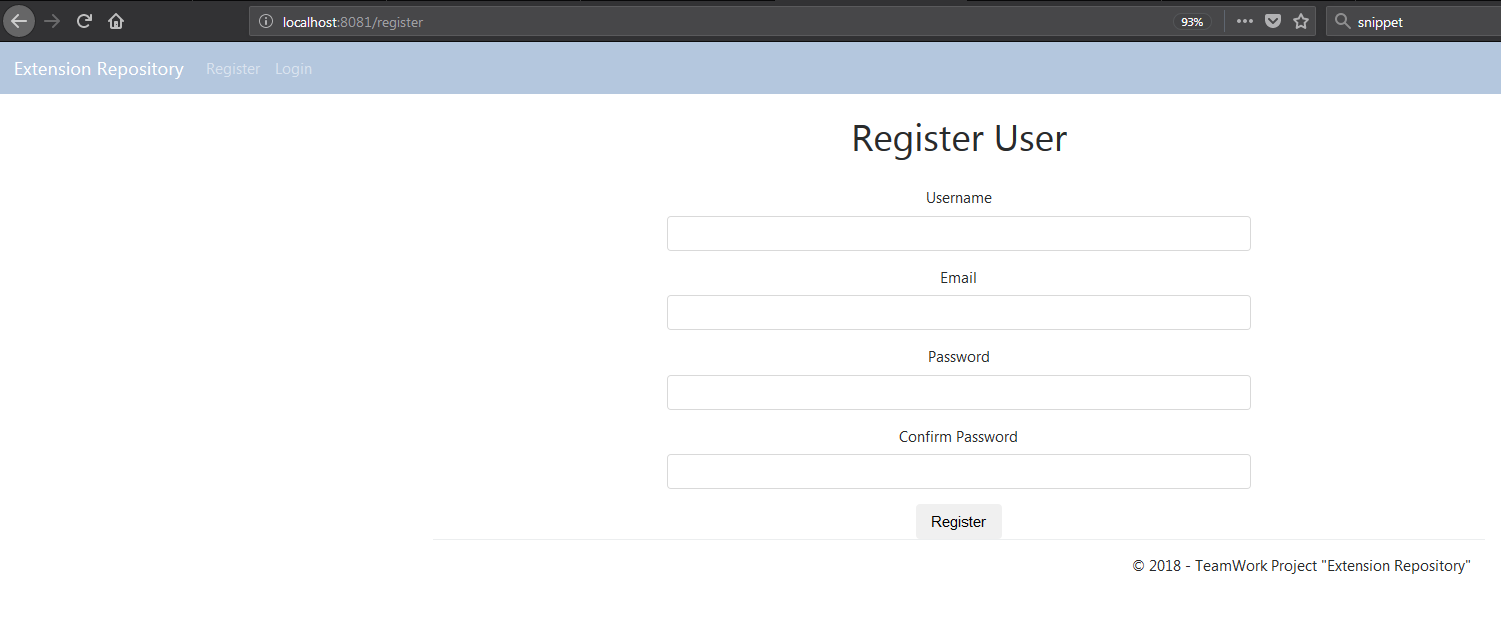 localhost:8081/register 93% snippet
Extension Repository Register Login
Register User
Username
Email
Password
Confirm Password
Register
© 2018 - TeamWork Project "Extension Repository"